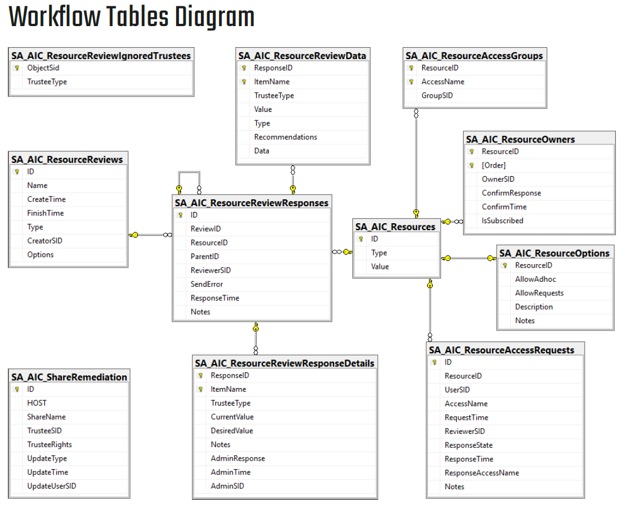 Workflow Tables Diagram
SA_AIC_ResourceReviewIgnoredTrustees
ObjectSid
TrusteeType
SA_AIC_ResourceReviewData
ResponseID
ItemName
TrusteeType
Value
Type
Recommendations
Data
SA_AIC_ResourceAccessGroups
ResourceID
AccessName
GroupSID
SA_AIC_ResourceOwners
ResourceID
[Order]
OwnerSID
ConfirmResponse
ConfirmTime
IsSubscribed
SA_AIC_ResourceReviews
ID
Name
CreateTime
FinishTime
Type
CreatorSID
Options
SA_AIC_ResourceReviewResponses
ID
ReviewID
ResourceID
ParentID
ReviewerSID
SendError
ResponseTime
Notes
SA_AIC_Resources
ID
Type
Value
SA_AIC_ResourceOptions
ResourceID
AllowAdhoc
AllowRequests
Description
Notes
SA_AIC_ShareRemediation
ID
HOST
ShareName
TrusteeSID
TrusteeRights
UpdateType
UpdateTime
UpdateUserSID
SA_AIC_ResourceReviewResponseDetails
ResponseID
ItemName
TrusteeType
CurrentValue
DesiredValue
Notes
AdminResponse
AdminTime
AdminSID
SA_AIC_ResourceAccessRequests
ID
ResourceID
UserSID
AccessName
RequestTime
ReviewerSID
ResponseState
ResponseTime
ResponseAccessName
Notes